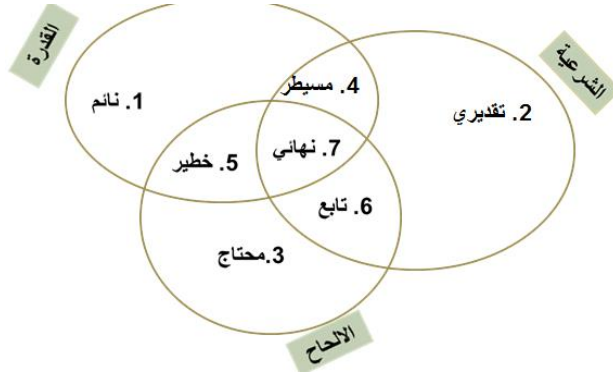 القدرة
الشرعية
4. مسيطر
1. نائم
2. تقديري
7. نهائي
5. خطير
6. تابع
3.محتاج
الالحاح